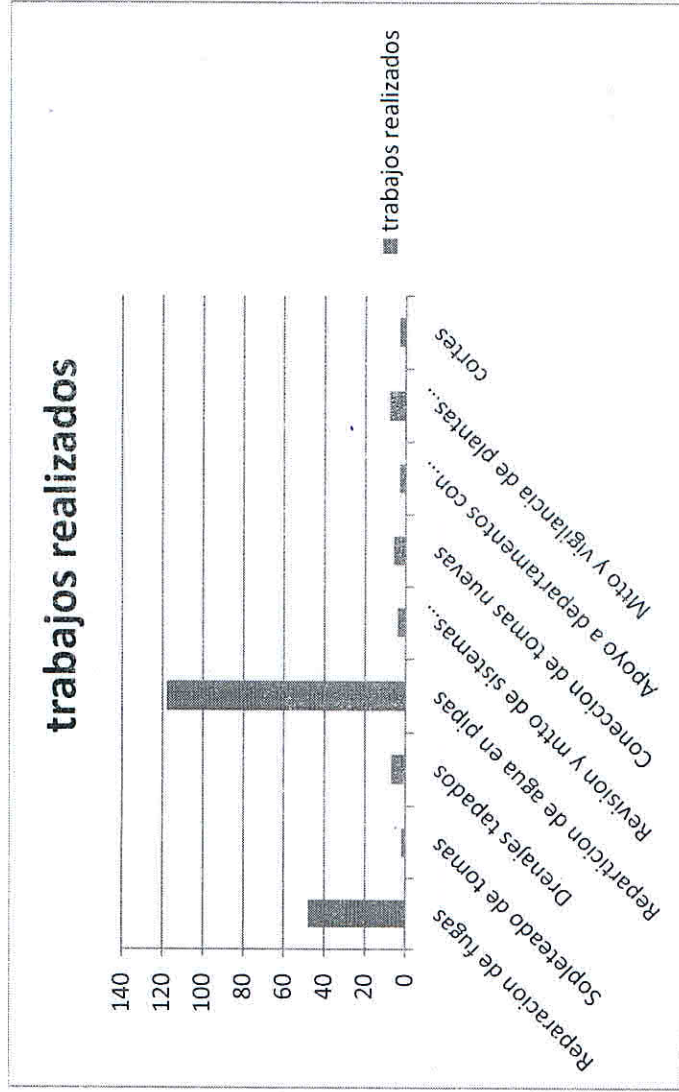 trabajos realizados
140
120
100
80
60
40
20
0
Reparacion de fugas
Sopleteado de tomas
Drenajes tapados
Reparticion de agua en pipas
Revision y mtto de sistemas...
Coneccion de tomas nuevas
Apoyo a departamentos con...
Mtto y vigilancia de plantas...
cortes
trabajos realizados